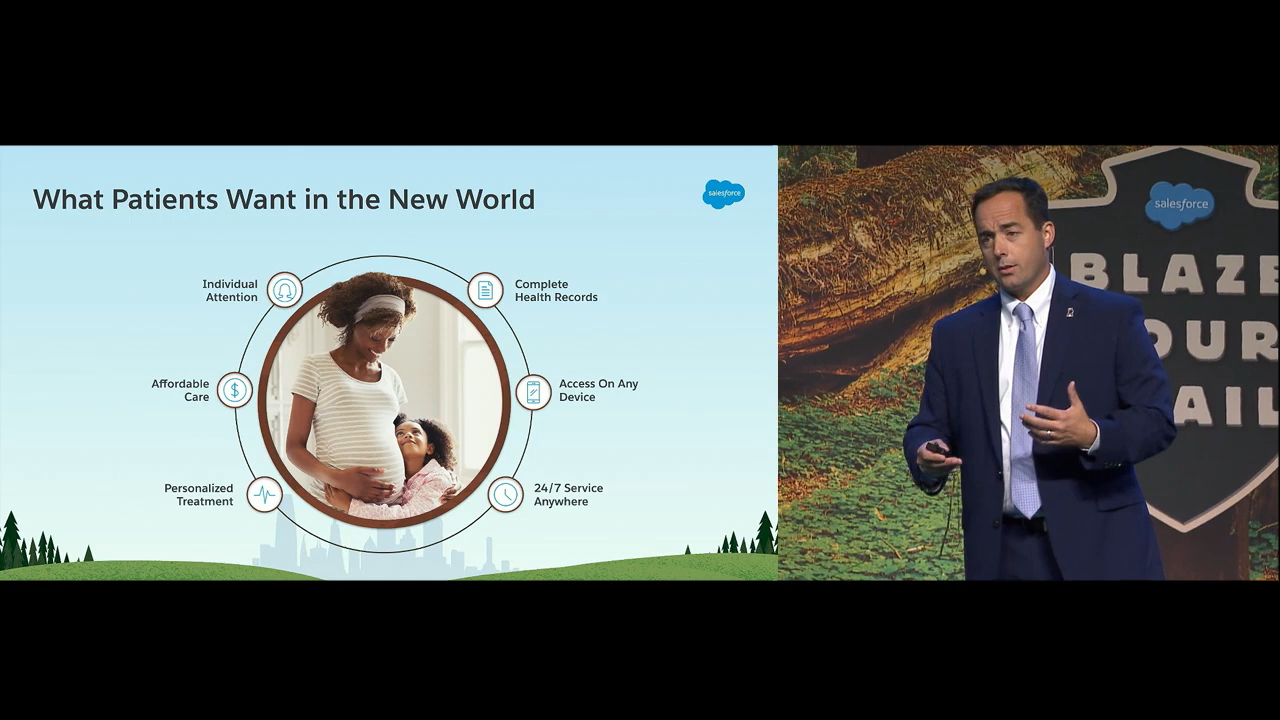 What Patients Want in the New World
salesforce
Individual
Attention
Complete
Health Records
Affordable
Care
$
Access On Any
Device
Personalized
Treatment
24/7 Service
Anywhere
salesforce
BLAZE
OUR
AIL